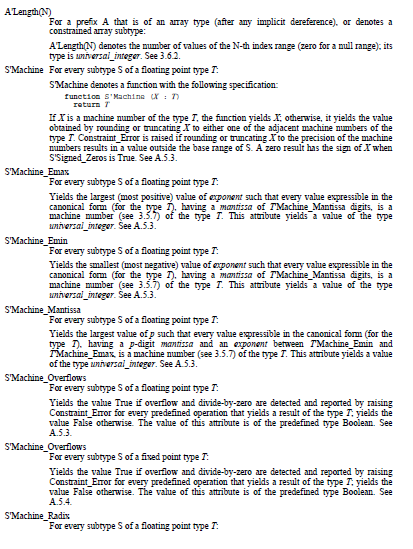 A'Length(N)
For a prefix A that is of an array type (after any implicit dereference), or denotes a
constrained array subtype:
A'Length(N) denotes the number of values of the N-th index range (zero for a null range); its
type is universal_integer. See 3.6.2.
S'Machine For every subtype S of a floating point type T:
S'Machine denotes a function with the following specification:
function S'Machine (X : T)
return T
If X is a machine number of the type T, the function yields X; otherwise, it yields the value
obtained by rounding or truncating X to either one of the adjacent machine numbers of the
type T. Constraint_Error is raised if rounding or truncating X to the precision of the machine
numbers results in a value outside the base range of S. A zero result has the sign of X when
S'Signed_Zeros is True. See A.5.3.
S'Machine_Emax
For every subtype S of a floating point type T:
Yields the largest (most positive) value of exponent such that every value expressible in the
canonical form (for the type T), having a mantissa of T'Machine_Mantissa digits, is a
machine number (see 3.5.7) of the type T. This attribute yields a value of the type
universal_integer. See A.5.3.
S'Machine_Emin
For every subtype S of a floating point type T:
Yields the smallest (most negative) value of exponent such that every value expressible in the
canonical form (for the type T), having a mantissa of T'Machine_Mantissa digits, is a
machine number (see 3.5.7) of the type T. This attribute yields a value of the type
universal_integer. See A.5.3.
S'Machine_Mantissa
For every subtype S of a floating point type T:
Yields the largest value of p such that every value expressible in the canonical form (for the
type T), having a p-digit mantissa and an exponent between T'Machine_Emin and
T'Machine_Emax, is a machine number (see 3.5.7) of the type T. This attribute yields a value
of the type universal_integer. See A.5.3.
S'Machine_Overflows
For every subtype S of a floating point type T:
Yields the value True if overflow and divide-by-zero are detected and reported by raising
Constraint_Error for every predefined operation that yields a result of the type T; yields the
value False otherwise. The value of this attribute is of the predefined type Boolean. See
A.5.3.
S'Machine_Overflows
For every subtype S of a fixed point type T:
Yields the value True if overflow and divide-by-zero are detected and reported by raising
Constraint_Error for every predefined operation that yields a result of the type T; yields the
value False otherwise. The value of this attribute is of the predefined type Boolean. See
A.5.4.
S'Machine_Radix
For every subtype S of a floating point type T: